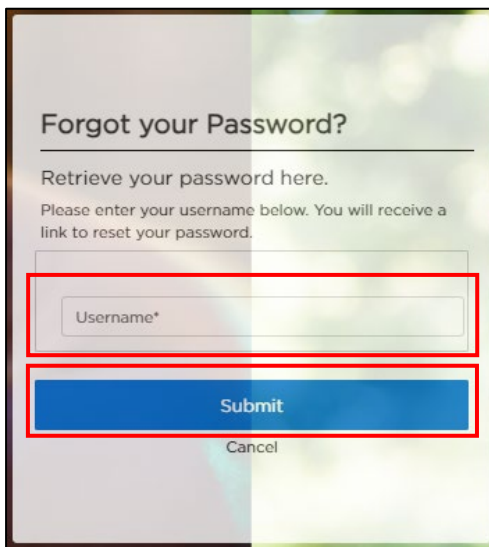 Forgot your Password?
Retrieve your password here.
Please enter your username below. You will receive a
link to reset your password.
Username*
Submit
Cancel